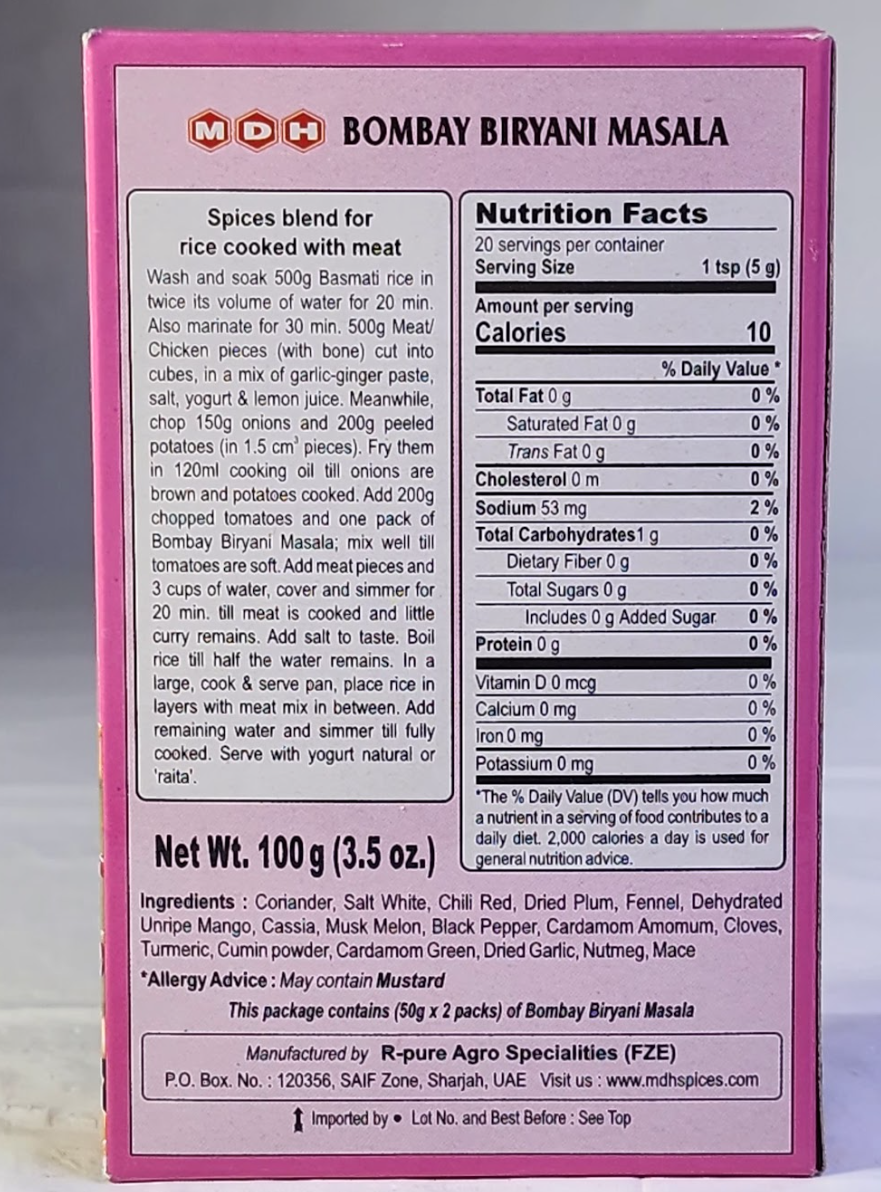 MDH BOMBAY BIRYANI MASALA
Spices blend for
rice cooked with meat
Wash and soak 500g Basmati rice in
twice its volume of water for 20 min.
Also marinate for 30 min. 500g Meat/
Chicken pieces (with bone) cut into
cubes, in a mix of garlic-ginger paste,
salt, yogurt & lemon juice. Meanwhile,
chop 150g onions and 200g peeled
potatoes (in 1.5 cm³ pieces). Fry them
in 120ml cooking oil till onions are
brown and potatoes cooked. Add 200g
chopped tomatoes and one pack of
Bombay Biryani Masala; mix well till
tomatoes are soft. Add meat pieces and
3 cups of water, cover and simmer for
20 min. till meat is cooked and little
curry remains. Add salt to taste. Boil
rice till half the water remains. In a
large, cook & serve pan, place rice in
layers with meat mix in between. Add
remaining water and simmer till fully
cooked. Serve with yogurt natural or
'raita'.
Net Wt. 100 g (3.5 oz.)
Nutrition Facts
20 servings per container
Serving Size 1 tsp (5 g)
Amount per serving
Calories 10
% Daily Value *
Total Fat 0 g 0 %
Saturated Fat 0 g 0 %
Trans Fat 0 g 0 %
Cholesterol 0 m 0 %
Sodium 53 mg 2 %
Total Carbohydrates1 g 0 %
Dietary Fiber 0 g 0 %
Total Sugars 0 g 0 %
Includes 0 g Added Sugar 0 %
Protein 0 g 0 %
Vitamin D 0 mcg 0 %
Calcium 0 mg 0 %
Iron 0 mg 0 %
Potassium 0 mg 0 %
*The % Daily Value (DV) tells you how much
a nutrient in a serving of food contributes to a
daily diet. 2,000 calories a day is used for
general nutrition advice.
Ingredients : Coriander, Salt White, Chili Red, Dried Plum, Fennel, Dehydrated
Unripe Mango, Cassia, Musk Melon, Black Pepper, Cardamom Amomum, Cloves,
Turmeric, Cumin powder, Cardamom Green, Dried Garlic, Nutmeg, Mace
*Allergy Advice : May contain Mustard
This package contains (50g x 2 packs) of Bombay Biryani Masala
Manufactured by R-pure Agro Specialities (FZE)
P.O. Box. No. : 120356, SAIF Zone, Sharjah, UAE Visit us : www.mdhspices.com
Imported by • Lot No. and Best Before : See Top